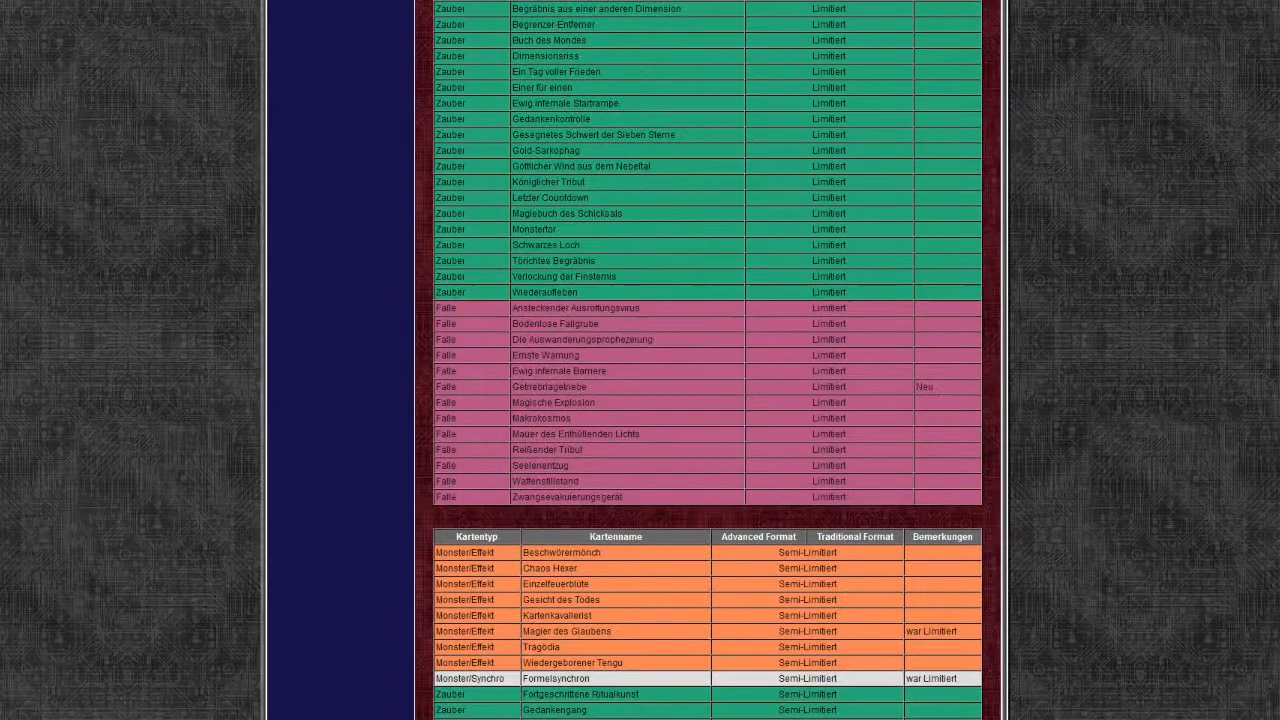 Zauber Begräbnis aus einer anderen Dimension Limitiert
Zauber Begrenzer-Entferner Limitiert
Zauber Buch des Mondes Limitiert
Zauber Dimensionsriss Limitiert
Zauber Ein Tag voller Frieden Limitiert
Zauber Einer für einen Limitiert
Zauber Ewig infernale Startrampe Limitiert
Zauber Gedankenkontrolle Limitiert
Zauber Gesegnetes Schwert der Sieben Sterne Limitiert
Zauber Gold-Sarkophag Limitiert
Zauber Göttlicher Wind aus dem Nebeltal Limitiert
Zauber Königlicher Tribut Limitiert
Zauber Letzter Countdown Limitiert
Zauber Magiebuch des Schicksals Limitiert
Zauber Monstertor Limitiert
Zauber Schwarzes Loch Limitiert
Zauber Törichtes Begräbnis Limitiert
Zauber Verlockung der Finsternis Limitiert
Zauber Wiederaufleben Limitiert
Falle Ansteckender Ausrottungsvirus Limitiert
Falle Bodenlose Fallgrube Limitiert
Falle Die Auswanderungsprophezeiung Limitiert
Falle Ernste Warnung Limitiert
Falle Ewig infernale Barriere Limitiert
Falle Getriebriagetriebe Limitiert Neu
Falle Magische Explosion Limitiert
Falle Makrokosmos Limitiert
Falle Mauer des Enthüllenden Lichts Limitiert
Falle Reißender Tribut Limitiert
Falle Seelenentzug Limitiert
Falle Waffenstillstand Limitiert
Falle Zwangsevakuierungsgerät Limitiert
Kartentyp Kartenname Advanced Format Traditional Format Bemerkungen
Monster/Effekt Beschwörermönch Semi-Limitiert
Monster/Effekt Chaos Hexer Semi-Limitiert
Monster/Effekt Einzelfeuerblüte Semi-Limitiert
Monster/Effekt Gesicht des Todes Semi-Limitiert
Monster/Effekt Kartenkavallerist Semi-Limitiert
Monster/Effekt Magier des Glaubens Semi-Limitiert war Limitiert
Monster/Effekt Tragödia Semi-Limitiert
Monster/Effekt Wiedergeborener Tengu Semi-Limitiert
Monster/Synchro Formelsynchron Semi-Limitiert war Limitiert
Zauber Fortgeschrittene Ritualkunst Semi-Limitiert
Zauber Gedankengang Semi-Limitiert